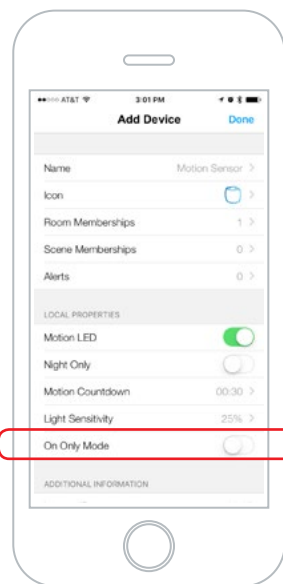 AT&T 3:01 PM
Add Device Done
Name Motion Sensor >
Icon >
Room Memberships 1 >
Scene Memberships 0 >
Alerts 0 >
LOCAL PROPERTIES
Motion LED
Night Only
Motion Countdown 00:30 >
Light Sensitivity 25% >
On Only Mode
ADDITIONAL INFORMATION